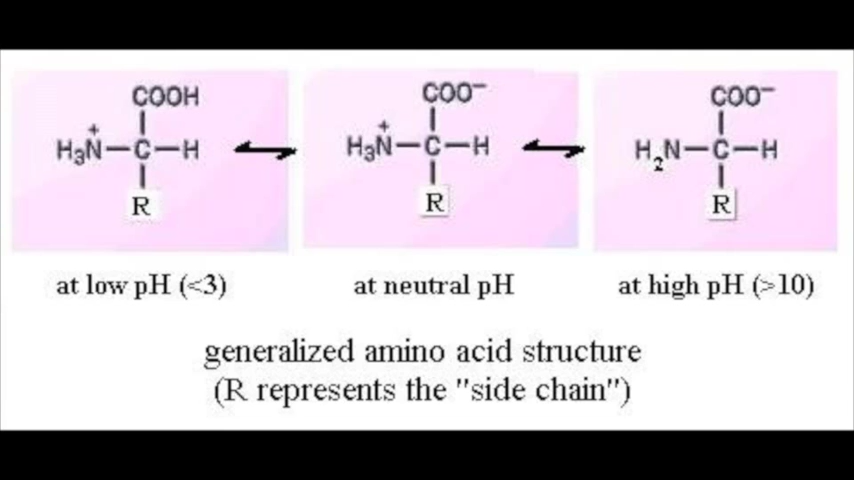 COOH COO⁻ COO⁻
H₃N⁺—C—H H₃N⁺—C—H H₂N—C—H
R R R
at low pH (<3) at neutral pH at high pH (>10)
generalized amino acid structure
(R represents the "side chain")